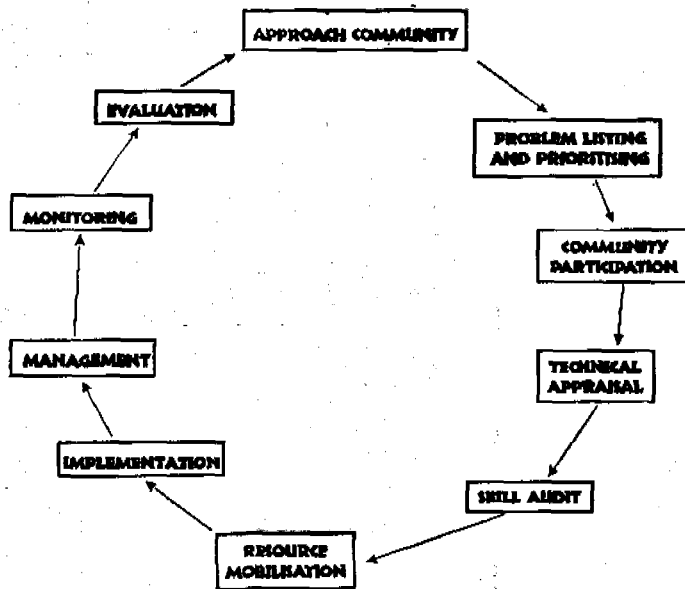 APPROACH COMMUNITY
PROBLEM LISTING
AND PRIORITISING
COMMUNITY
PARTICIPATION
TECHNICAL
APPRAISAL
SKILL AUDIT
RESOURCE
MOBILISATION
IMPLEMENTATION
MANAGEMENT
MONITORING
EVALUATION